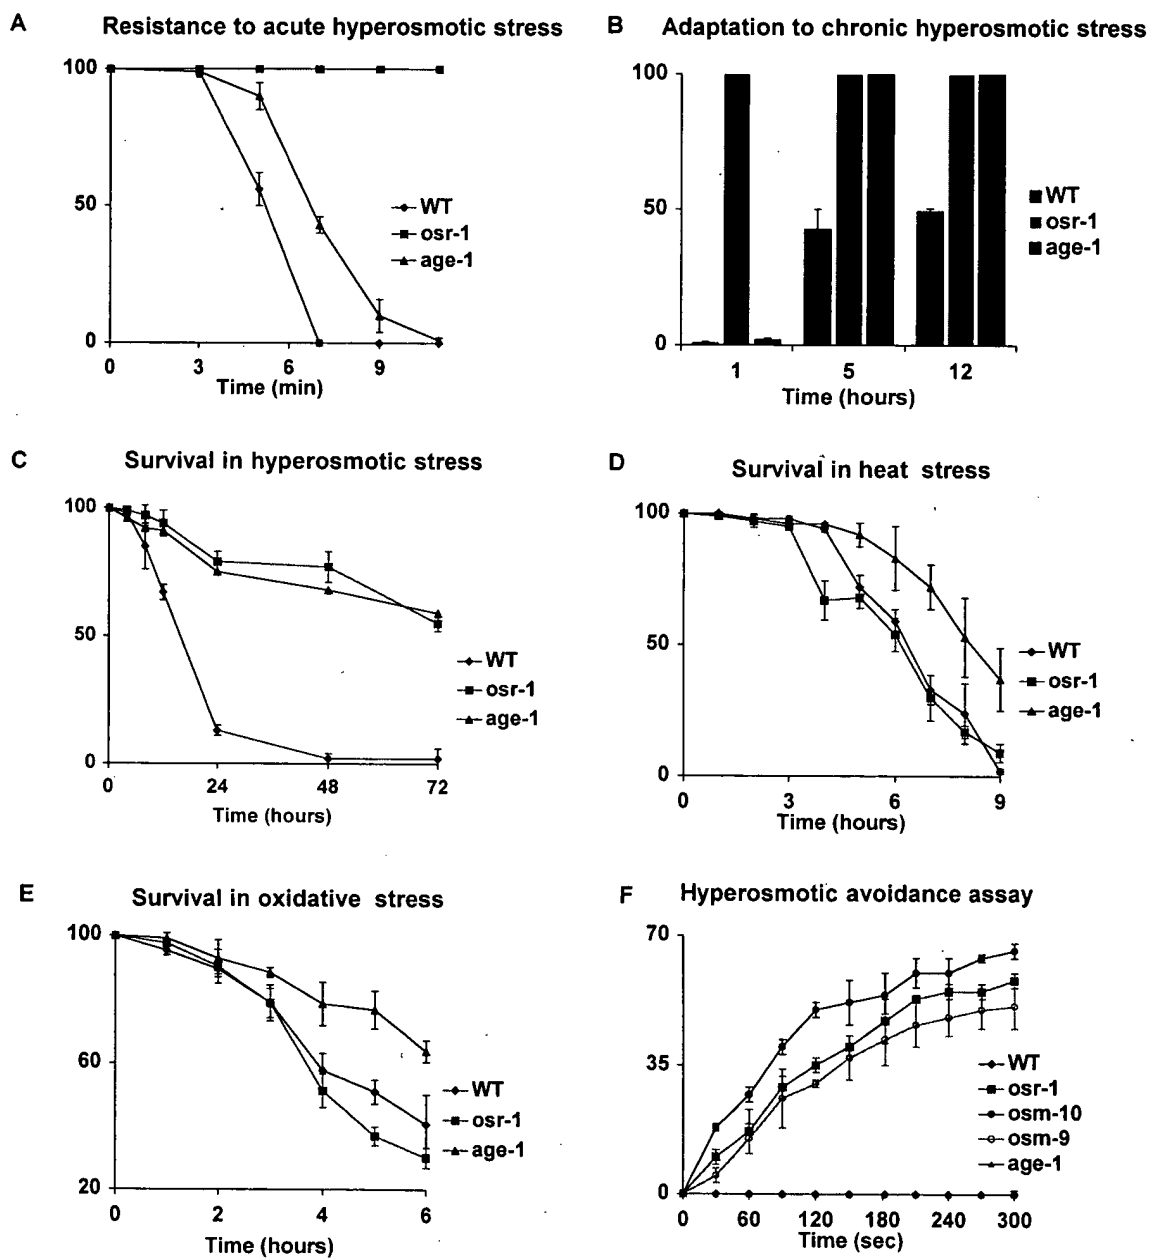 A
Resistance to acute hyperosmotic stress
100
50
0
0 3 6 9
Time (min)
WT
osr-1
age-1
B
Adaptation to chronic hyperosmotic stress
100
50
0
1 5 12
Time (hours)
WT
osr-1
age-1
C
Survival in hyperosmotic stress
100
50
0
0 24 48 72
Time (hours)
WT
osr-1
age-1
D
Survival in heat stress
100
50
0
0 3 6 9
Time (hours)
WT
osr-1
age-1
E
Survival in oxidative stress
100
60
20
0 2 4 6
Time (hours)
WT
osr-1
age-1
F
Hyperosmotic avoidance assay
70
35
0
0 60 120 180 240 300
Time (sec)
WT
osr-1
osm-10
osm-9
age-1